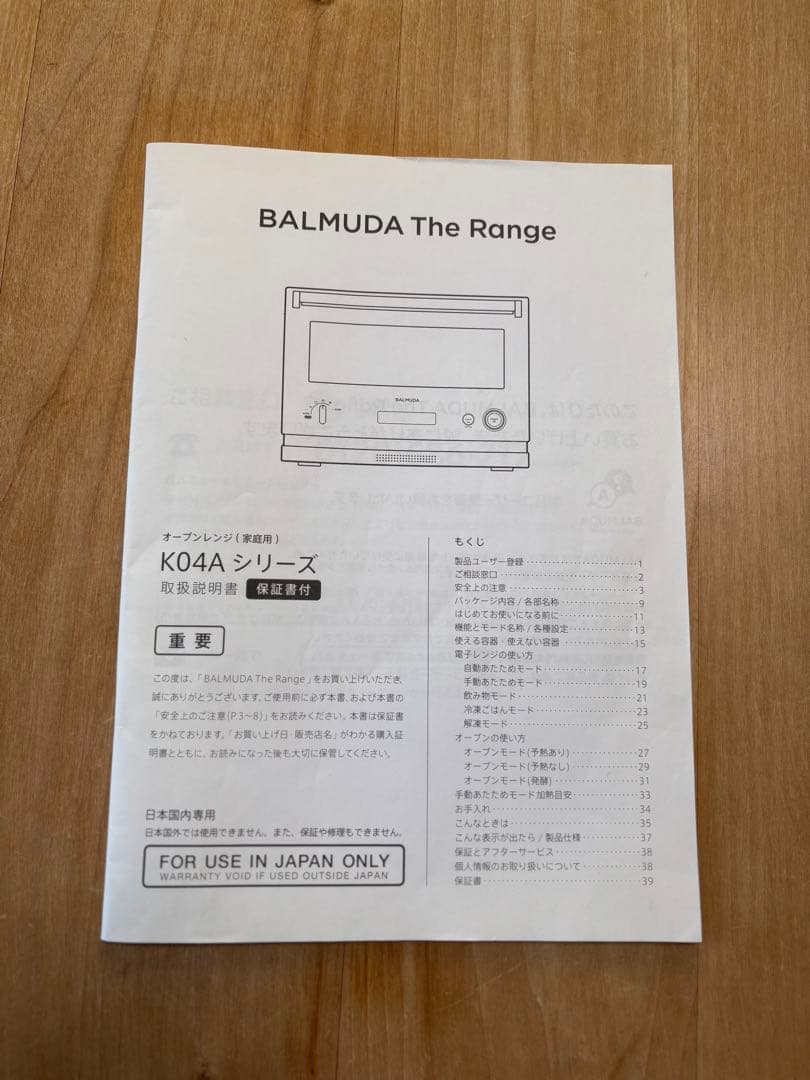 BALMUDA The Range
BALMUDA
オーブンレンジ(家庭用)
K04A シリーズ
取扱説明書 保証書付
重要
この度は、「BALMUDA The Range」をお買い上げいただき、
誠にありがとうございます。ご使用前に必ず本書、および本書の
「安全上のご注意(P.3〜8)」をお読みください。本書は保証書
をかねております。「お買い上げ日・販売店名」がわかる購入証
明書とともに、お読みになった後も大切に保管してください。
日本国内専用
日本国外では使用できません。また、保証や修理もできません。
FOR USE IN JAPAN ONLY
WARRANTY VOID IF USED OUTSIDE JAPAN
もくじ
製品ユーザー登録 1
ご相談窓口 2
安全上の注意 3
パッケージ内容 / 各部名称 9
はじめてお使いになる前に 11
機能とモード名称 / 各種設定 13
使える容器・使えない容器 15
電子レンジの使い方
自動あたためモード 17
手動あたためモード 19
飲み物モード 21
冷凍ごはんモード 23
解凍モード 25
オーブンの使い方
オーブンモード(予熱あり) 27
オーブンモード(予熱なし) 29
オーブンモード(発酵) 31
手動あたためモード加熱目安 33
お手入れ 34
こんなときは 35
こんな表示が出たら / 製品仕様 37
保証とアフターサービス 38
個人情報のお取り扱いについて 38
保証書 39